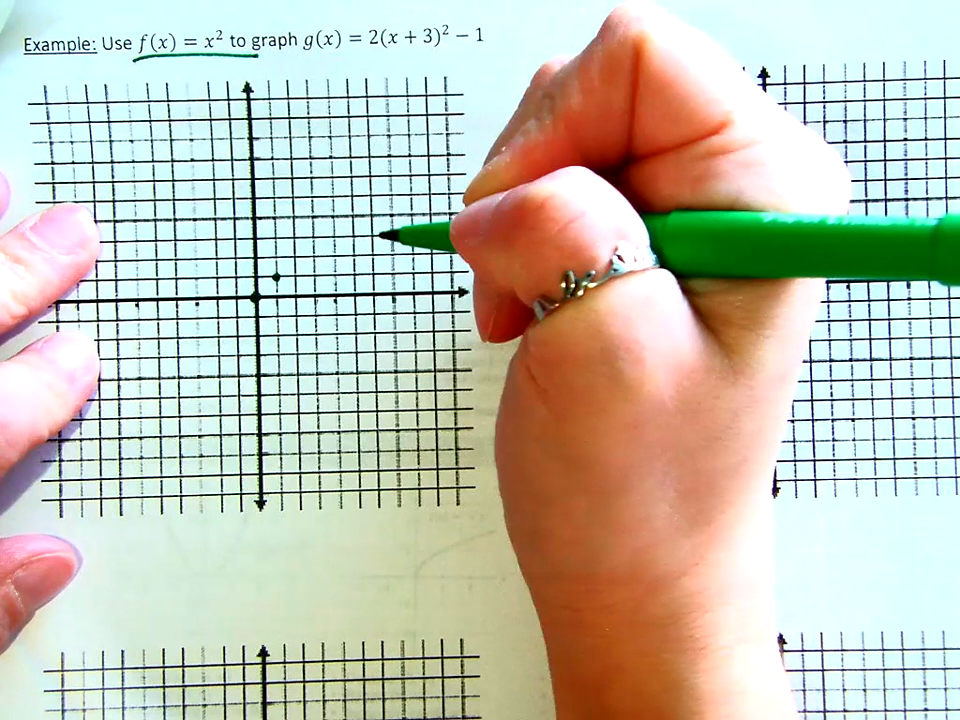 Example: Use f(x) = x² to graph g(x) = 2(x + 3)² − 1